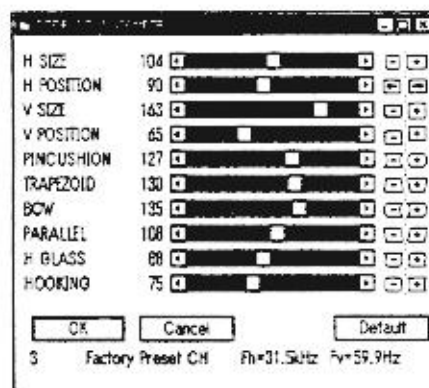 H SIZE 104
H POSITION 90
V SIZE 163
V POSITION 65
PINCUSHION 127
TRAPEZOID 130
BOW 135
PARALLEL 108
H GLASS 88
HOOKING 75
OK Cancel Default
3 Factory Preset CH Fh=31.5kHz Fv=59.9Hz